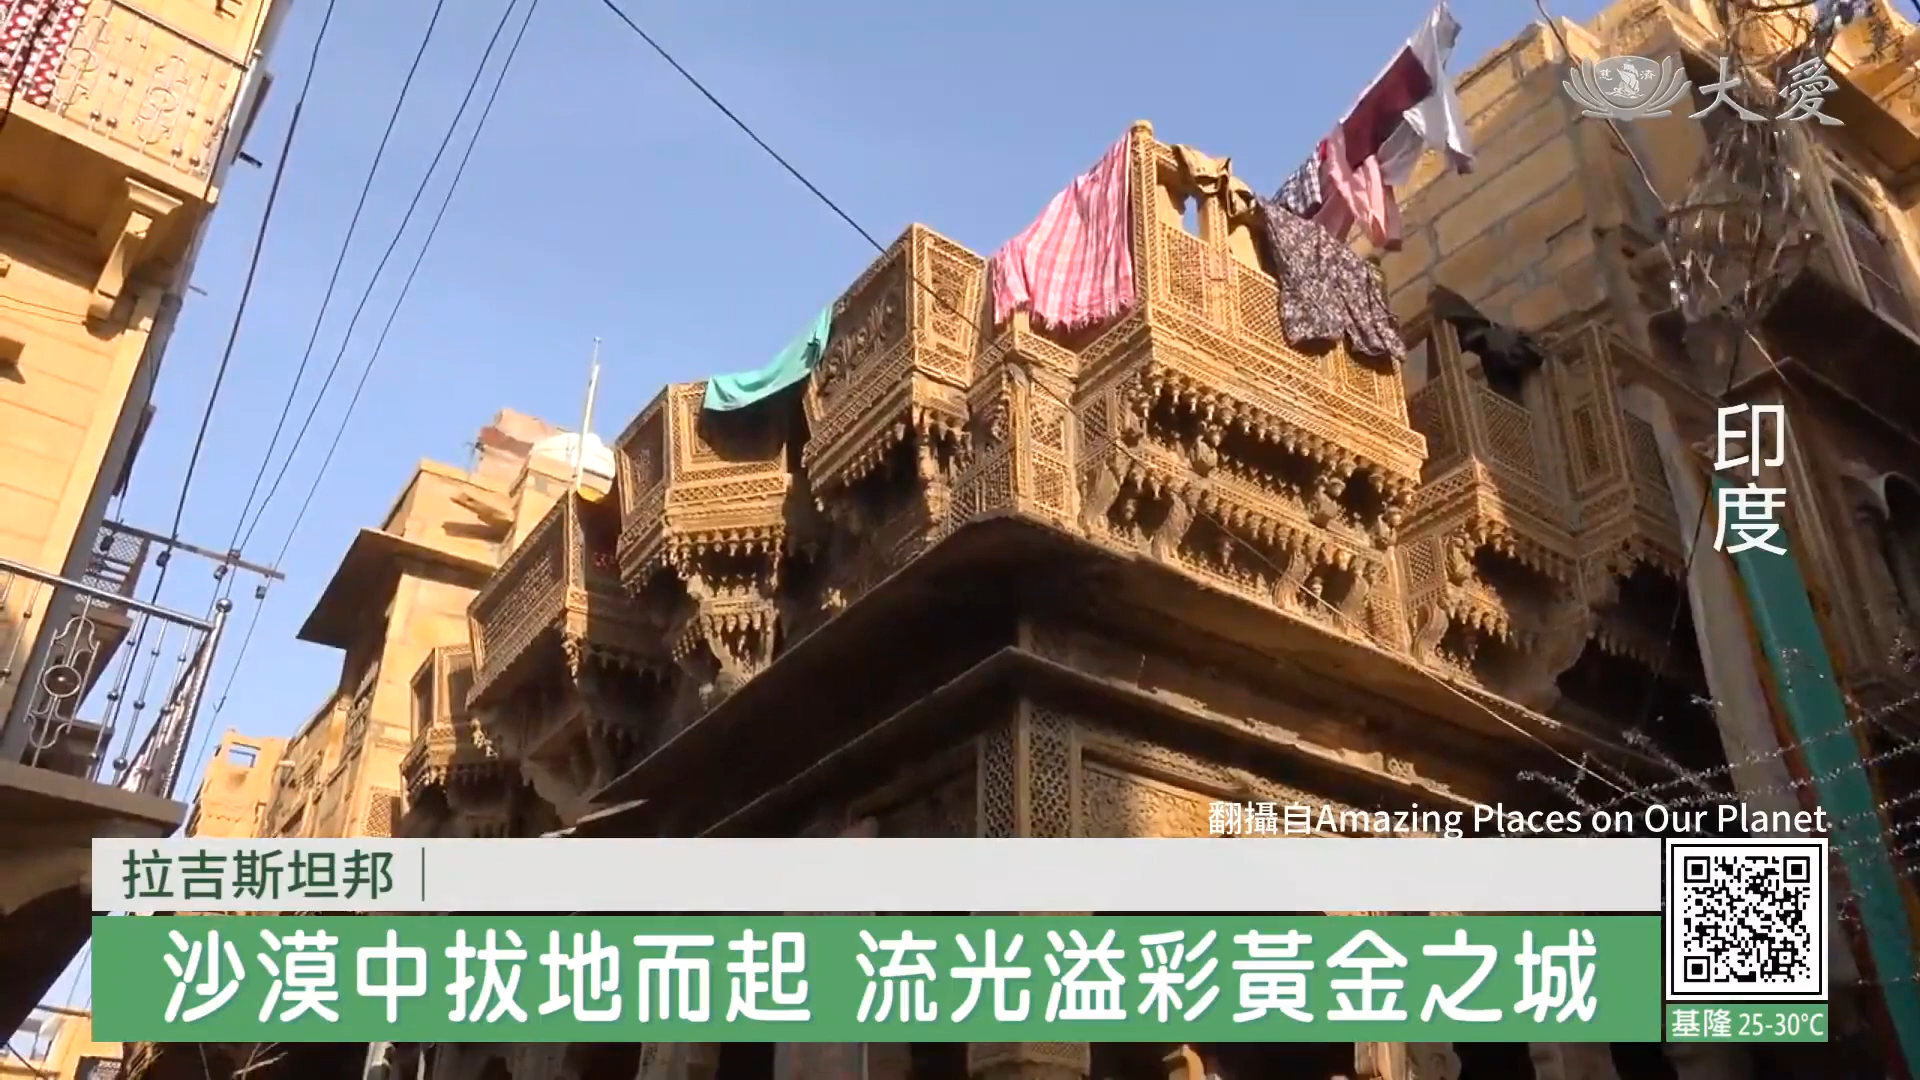 慈濟
大愛
印度
翻攝自Amazing Places on Our Planet
拉吉斯坦邦
沙漠中拔地而起 流光溢彩黃金之城
基隆 25-30°C